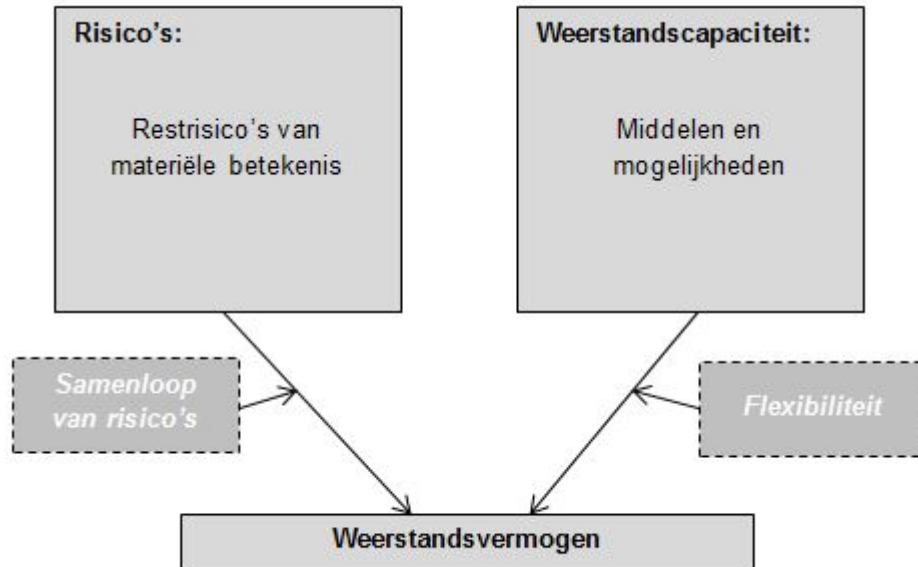 Risico's:
Restrisico's van
materiële betekenis
Weerstandscapaciteit:
Middelen en
mogelijkheden
Samenloop
van risico's
Flexibiliteit
Weerstandsvermogen